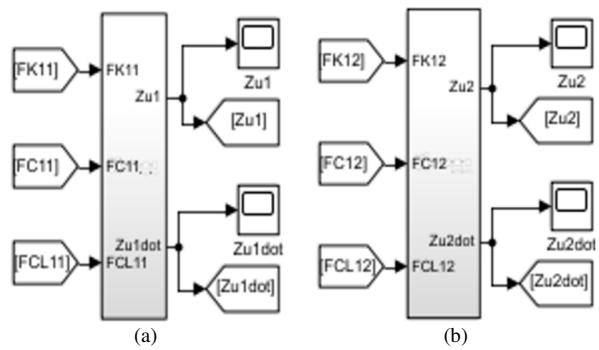 [FK11]
FK11
Zu1
Zu1
[Zu1]
[FC11]
FC11
Zu1dot
Zu1dot
[FCL11]
FCL11
[Zu1dot]
(a)
[FK12]
FK12
Zu2
Zu2
[Zu2]
[FC12]
FC12
Zu2dot
Zu2dot
[FCL12]
FCL12
[Zu2dot]
(b)